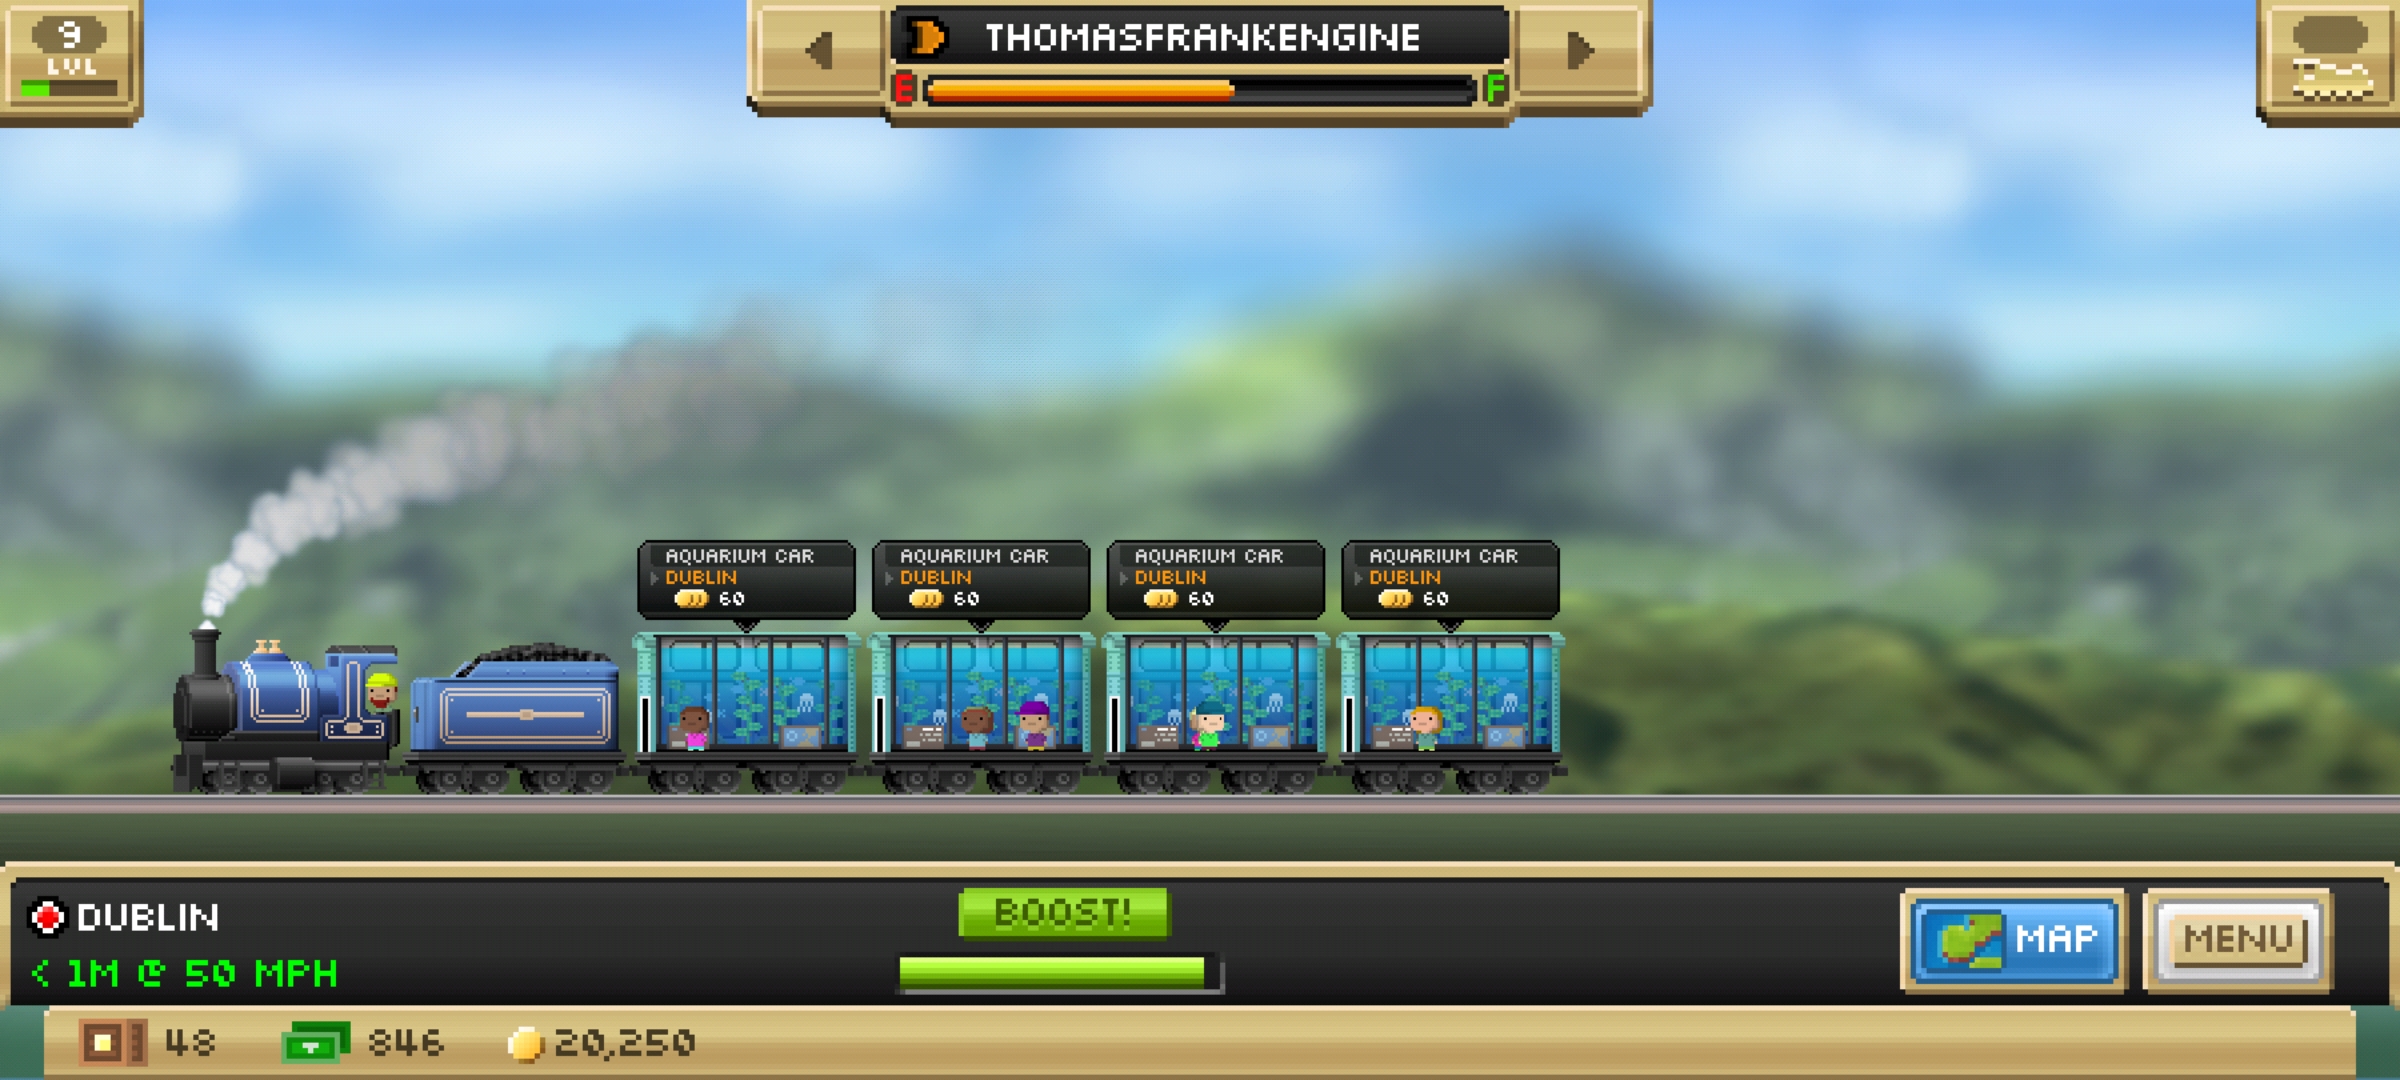 9
LVL
THOMASFRANKENGINE
E F
AQUARIUM CAR
DUBLIN
60
AQUARIUM CAR
DUBLIN
60
AQUARIUM CAR
DUBLIN
60
AQUARIUM CAR
DUBLIN
60
DUBLIN
< 1M @ 50 MPH
BOOST!
MAP
MENU
48
846
20,250